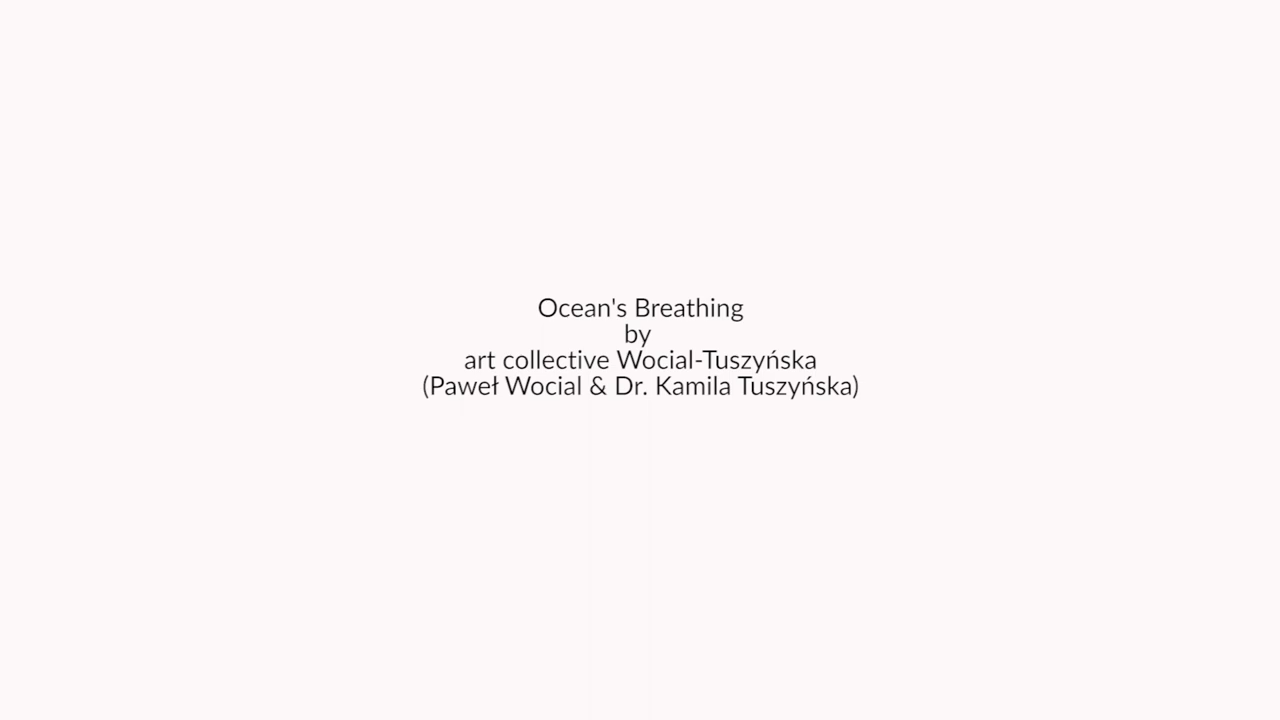 Ocean's Breathing
by
art collective Wocial-Tuszyńska
(Paweł Wocial & Dr. Kamila Tuszyńska)